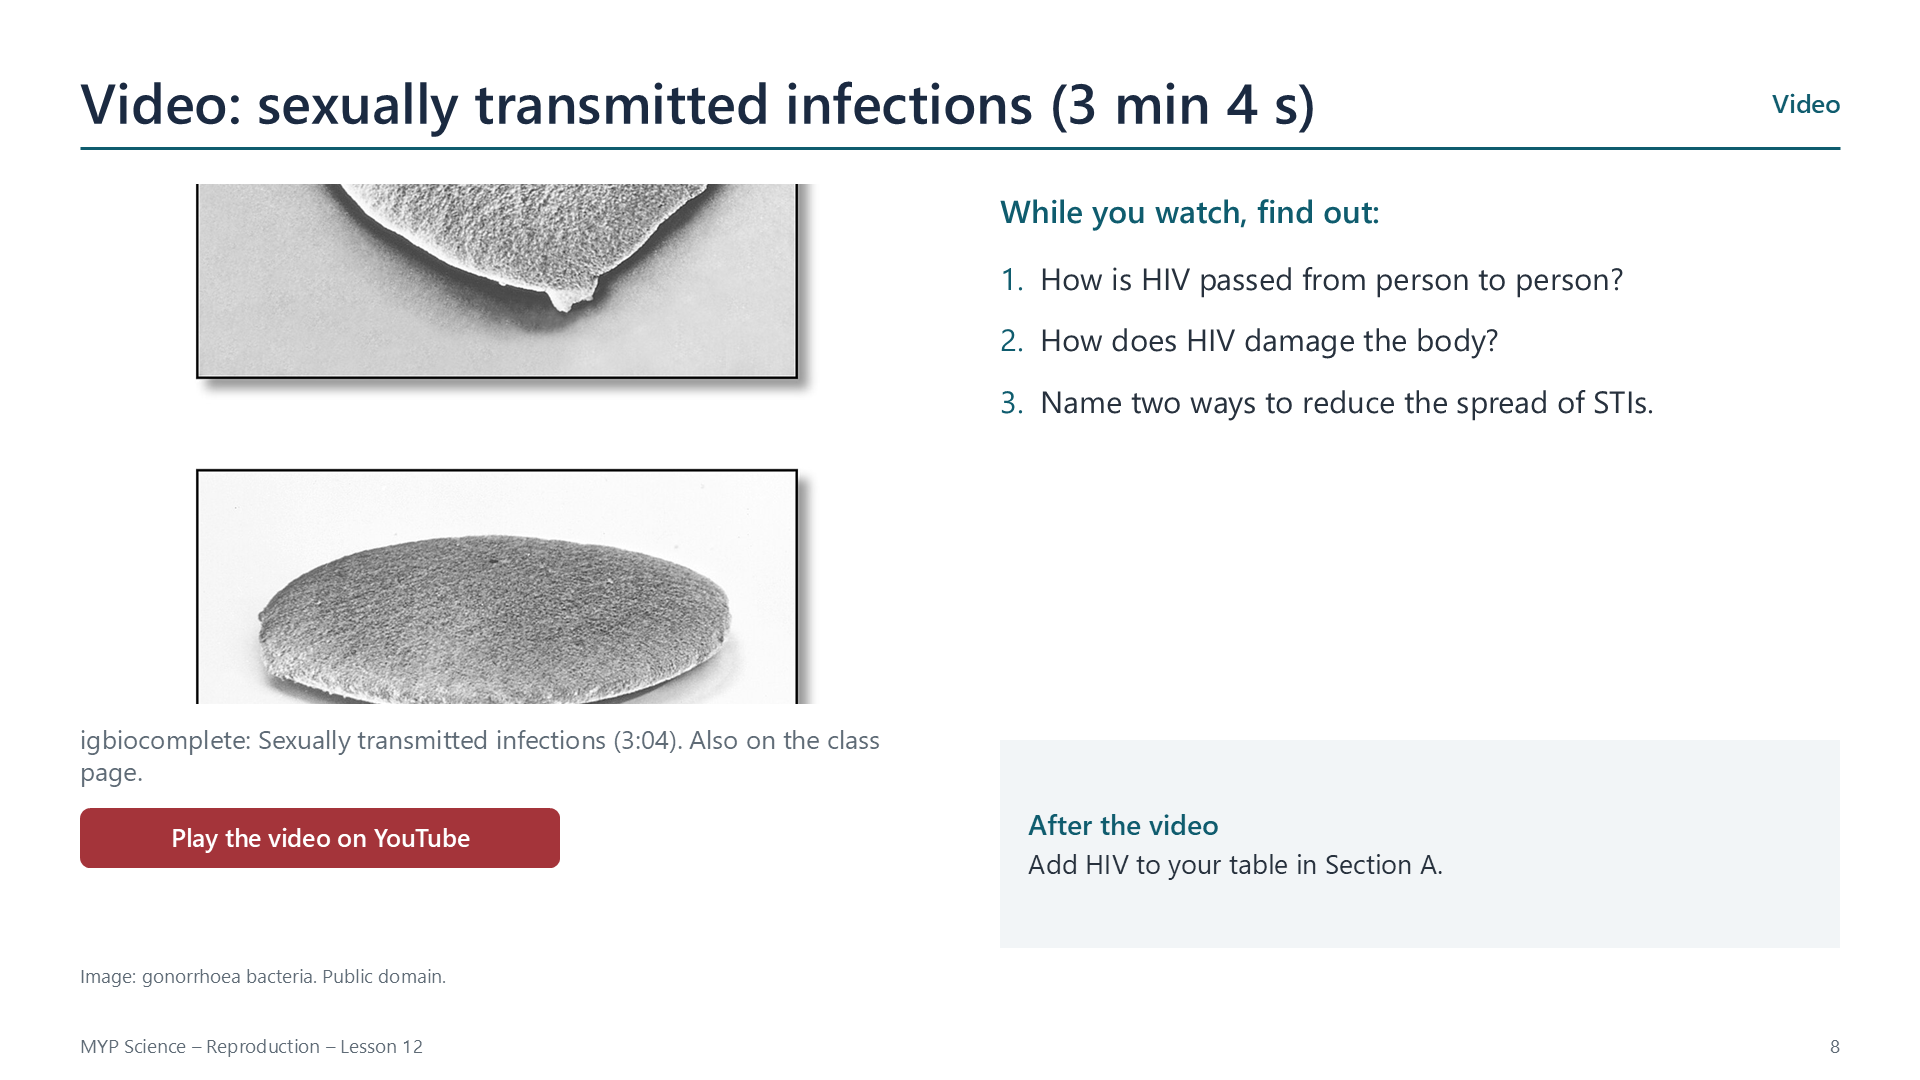 Video: sexually transmitted infections (3 min 4 s)
Video
While you watch, find out:
1. How is HIV passed from person to person?
2. How does HIV damage the body?
3. Name two ways to reduce the spread of STIs.
igbiocomplete: Sexually transmitted infections (3:04). Also on the class
page.
Play the video on YouTube
After the video
Add HIV to your table in Section A.
Image: gonorrhoea bacteria. Public domain.
MYP Science – Reproduction – Lesson 12
8